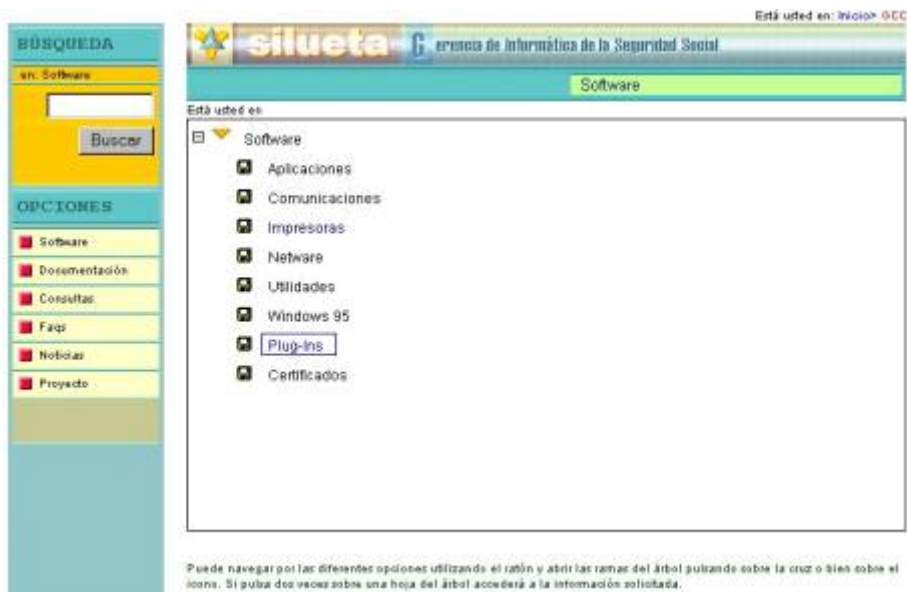 Está usted en: Inicio> GEC
BÚSQUEDA
en: Software
Buscar
silueta Gerencia de Informática de la Seguridad Social
Software
Está usted en
Software
Aplicaciones
Comunicaciones
Impresoras
Netware
Utilidades
Windows 95
Plug-Ins
Certificados
OPCIONES
Software
Documentación
Consultas
Faqs
Noticias
Proyecto
Puede navegar por las diferentes opciones utilizando el ratón y abrir las ramas del árbol pulsando sobre la cruz o bien sobre el
icono. Si pulsa dos veces sobre una hoja del árbol accederá a la información solicitada.